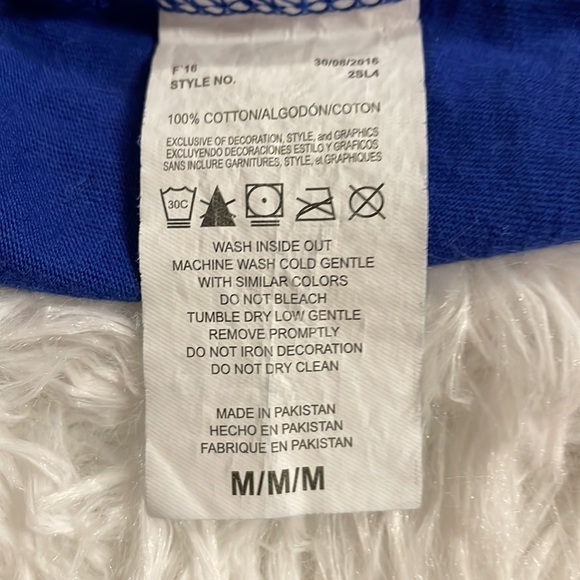 F'16 30/08/2016
STYLE NO. 2SL4
100% COTTON/ALGODÓN/COTON
EXCLUSIVE OF DECORATION, STYLE, and GRAPHICS
EXCLUYENDO DECORACIONES ESTILO Y GRAFICOS
SANS INCLURE GARNITURES, STYLE, et GRAPHIQUES
30C
WASH INSIDE OUT
MACHINE WASH COLD GENTLE
WITH SIMILAR COLORS
DO NOT BLEACH
TUMBLE DRY LOW GENTLE
REMOVE PROMPTLY
DO NOT IRON DECORATION
DO NOT DRY CLEAN
MADE IN PAKISTAN
HECHO EN PAKISTAN
FABRIQUE EN PAKISTAN
M/M/M